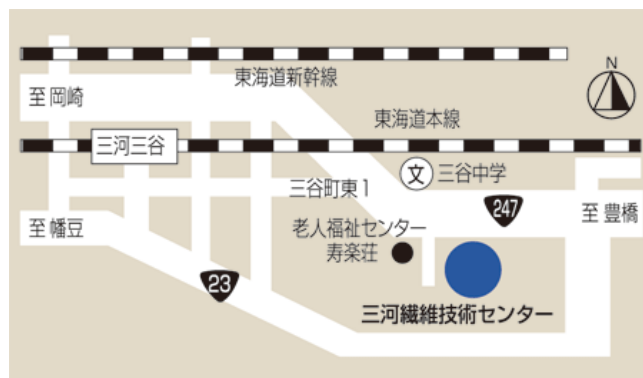 N
東海道新幹線
至 岡崎
東海道本線
三河三谷
三谷中学
文
三谷町東1
247
至 豊橋
老人福祉センター
寿楽荘
至 幡豆
23
三河繊維技術センター